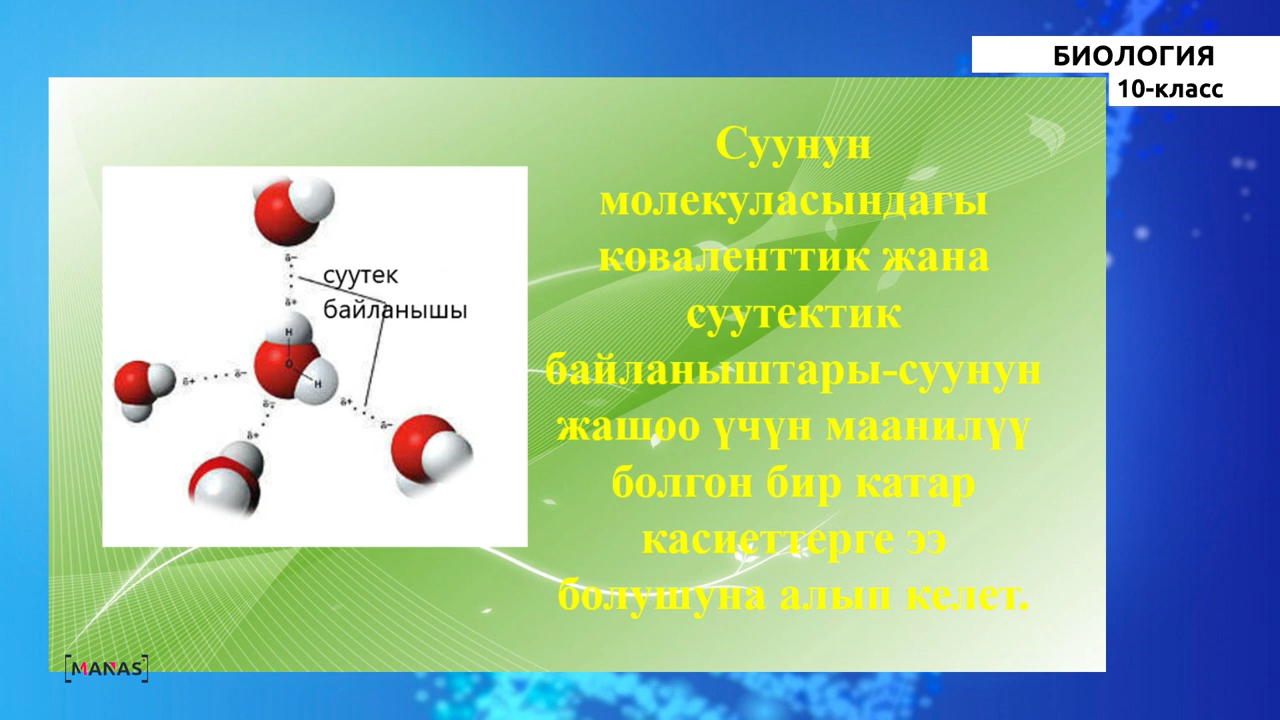 БИОЛОГИЯ
10-класс
Суунун
молекуласындагы
коваленттик жана
суутектик
байланыштары-суунун
жашоо үчүн маанилүү
болгон бир катар
касиеттерге ээ
болушуна алып келет.
суутек
байланышы
δ−
δ+
H
O
H
δ+
δ−
δ−
δ+
δ+
δ−
[MANAS]